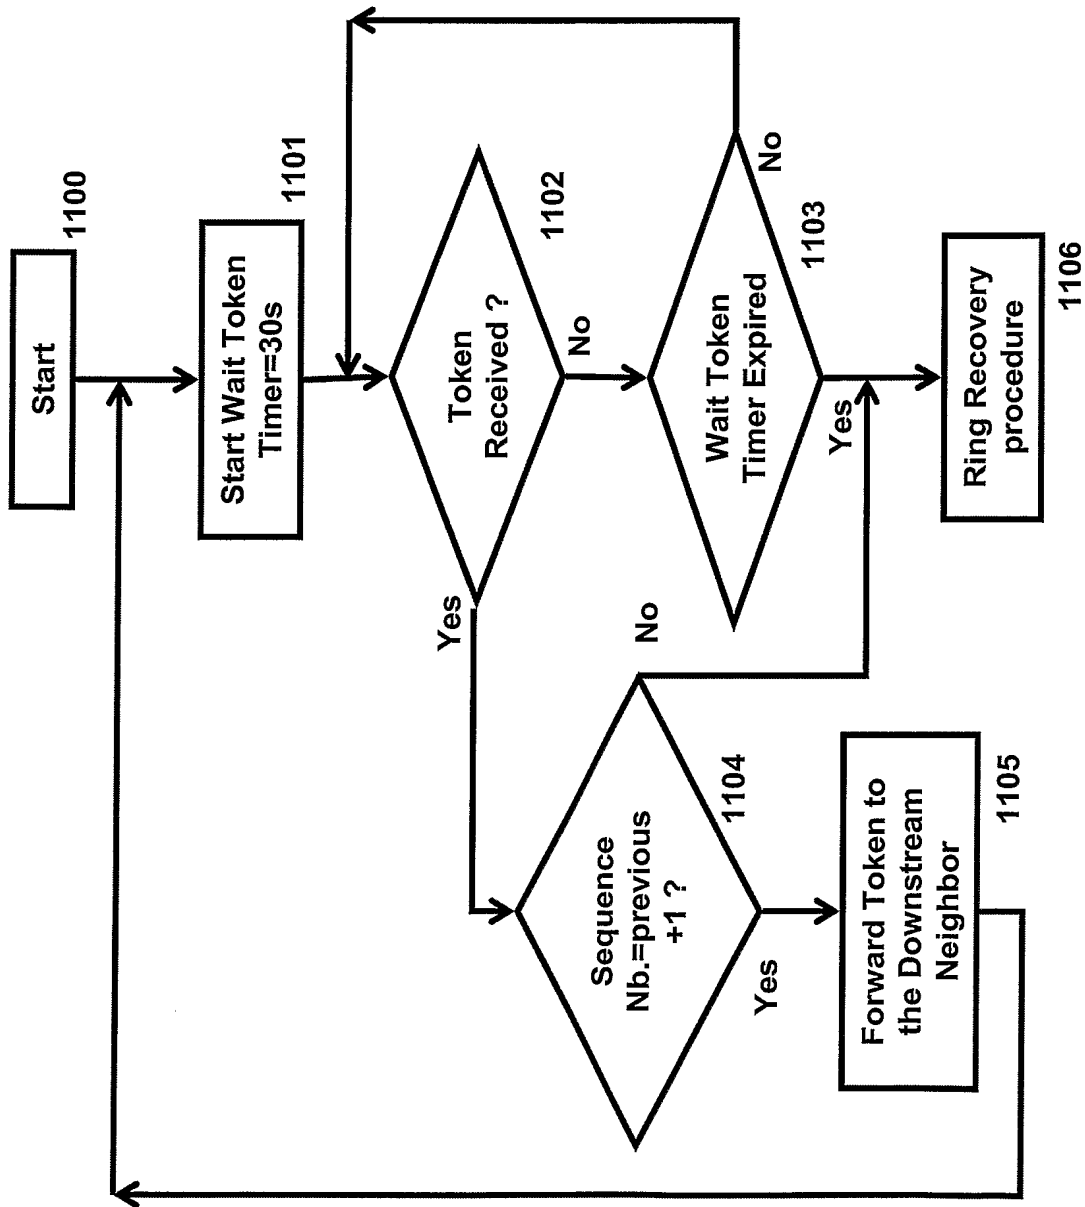 Start
1100
Start Wait Token
Timer=30s
1101
Token
Received ?
1102
Yes
No
Wait Token
Timer Expired
1103
No
Yes
Sequence
Nb.=previous
+1 ?
1104
No
Yes
Forward Token to
the Downstream
Neighbor
1105
Ring Recovery
procedure
1106